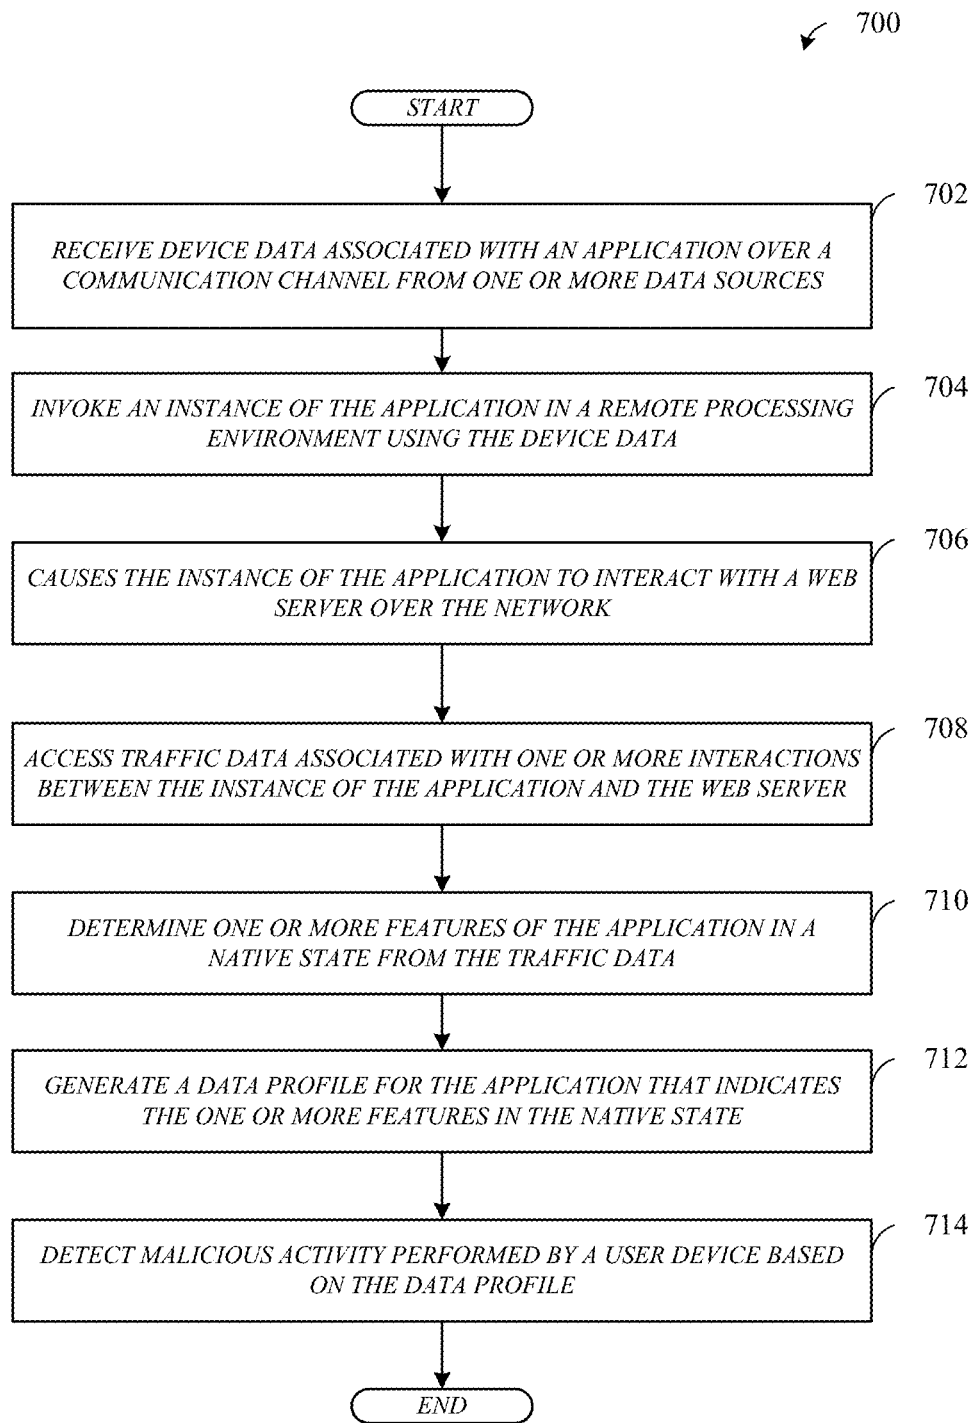 700
START
702
RECEIVE DEVICE DATA ASSOCIATED WITH AN APPLICATION OVER A
COMMUNICATION CHANNEL FROM ONE OR MORE DATA SOURCES
704
INVOKE AN INSTANCE OF THE APPLICATION IN A REMOTE PROCESSING
ENVIRONMENT USING THE DEVICE DATA
706
CAUSES THE INSTANCE OF THE APPLICATION TO INTERACT WITH A WEB
SERVER OVER THE NETWORK
708
ACCESS TRAFFIC DATA ASSOCIATED WITH ONE OR MORE INTERACTIONS
BETWEEN THE INSTANCE OF THE APPLICATION AND THE WEB SERVER
710
DETERMINE ONE OR MORE FEATURES OF THE APPLICATION IN A
NATIVE STATE FROM THE TRAFFIC DATA
712
GENERATE A DATA PROFILE FOR THE APPLICATION THAT INDICATES
THE ONE OR MORE FEATURES IN THE NATIVE STATE
714
DETECT MALICIOUS ACTIVITY PERFORMED BY A USER DEVICE BASED
ON THE DATA PROFILE
END